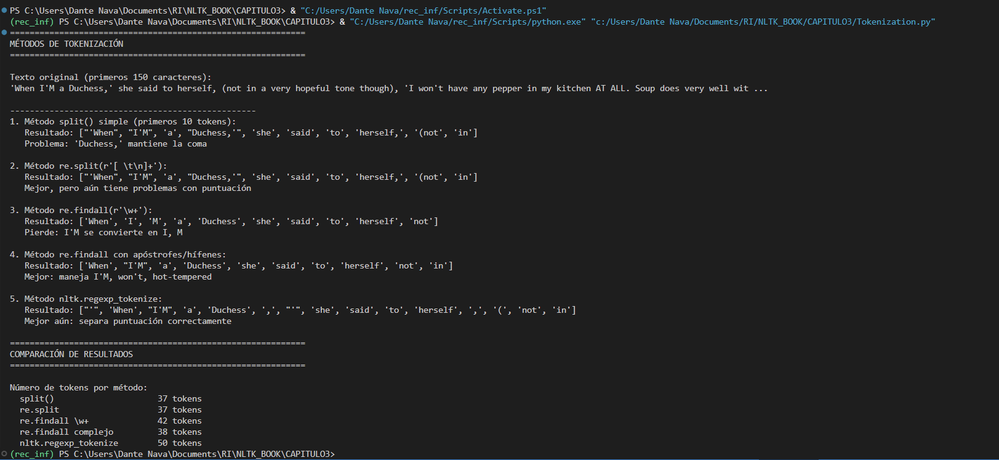 PS C:\Users\Dante Nava\Documents\RI\NLTK_BOOK\CAPITULO3> & "C:/Users/Dante Nava/rec_inf/Scripts/Activate.ps1"
(rec_inf) PS C:\Users\Dante Nava\Documents\RI\NLTK_BOOK\CAPITULO3> & "C:/Users/Dante Nava/rec_inf/Scripts/python.exe" "c:/Users/Dante Nava/Documents/RI/NLTK_BOOK/CAPITULO3/Tokenization.py"
============================================================
MÉTODOS DE TOKENIZACIÓN
============================================================
Texto original (primeros 150 caracteres):
'When I'M a Duchess,' she said to herself, (not in a very hopeful tone though), 'I won't have any pepper in my kitchen AT ALL. Soup does very well wit ...
--------------------------------------------------
1. Método split() simple (primeros 10 tokens):
Resultado: ["'When", "I'M", 'a', "Duchess,'", 'she', 'said', 'to', 'herself,', '(not', 'in']
Problema: 'Duchess,' mantiene la coma
2. Método re.split(r'[ \t\n]+'):
Resultado: ["'When", "I'M", 'a', "Duchess,'", 'she', 'said', 'to', 'herself,', '(not', 'in']
Mejor, pero aún tiene problemas con puntuación
3. Método re.findall(r'\w+'):
Resultado: ['When', 'I', 'M', 'a', 'Duchess', 'she', 'said', 'to', 'herself', 'not']
Pierde: I'M se convierte en I, M
4. Método re.findall con apóstrofes/hífenes:
Resultado: ['When', "I'M", 'a', 'Duchess', 'she', 'said', 'to', 'herself', 'not', 'in']
Mejor: maneja I'M, won't, hot-tempered
5. Método nltk.regexp_tokenize:
Resultado: ["'", 'When', "I'M", 'a', 'Duchess', ',', "'", 'she', 'said', 'to', 'herself', ',', '(', 'not', 'in']
Mejor aún: separa puntuación correctamente
============================================================
COMPARACIÓN DE RESULTADOS
============================================================
Número de tokens por método:
split() 37 tokens
re.split 37 tokens
re.findall \w+ 42 tokens
re.findall complejo 38 tokens
nltk.regexp_tokenize 50 tokens
(rec_inf) PS C:\Users\Dante Nava\Documents\RI\NLTK_BOOK\CAPITULO3>